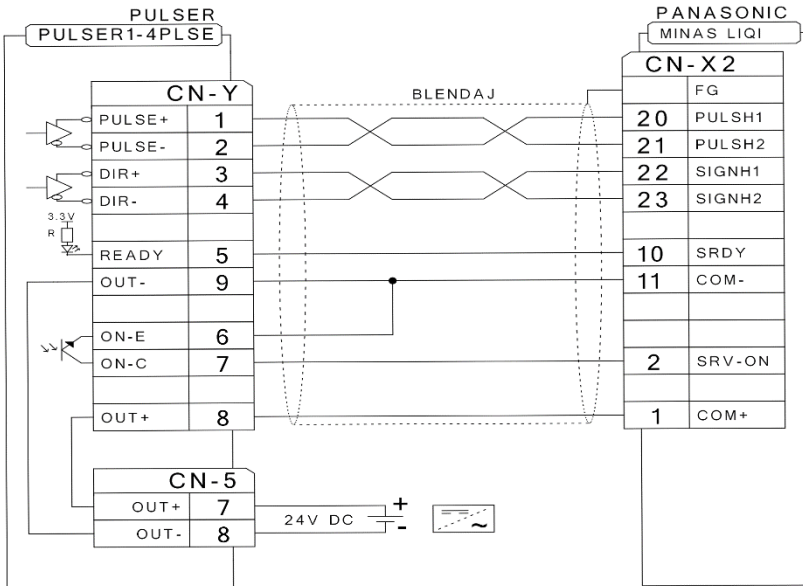 PULSER
PULSER1-4PLSE
PANASONIC
MINAS LIQI
CN-Y
PULSE+ 1
PULSE- 2
DIR+ 3
DIR- 4
3.3V
R
READY 5
OUT- 9
ON-E 6
ON-C 7
OUT+ 8
BLENDAJ
CN-X2
FG
20 PULSH1
21 PULSH2
22 SIGNH1
23 SIGNH2
10 SRDY
11 COM-
2 SRV-ON
1 COM+
CN-5
OUT+ 7
OUT- 8
24V DC
+
-
~